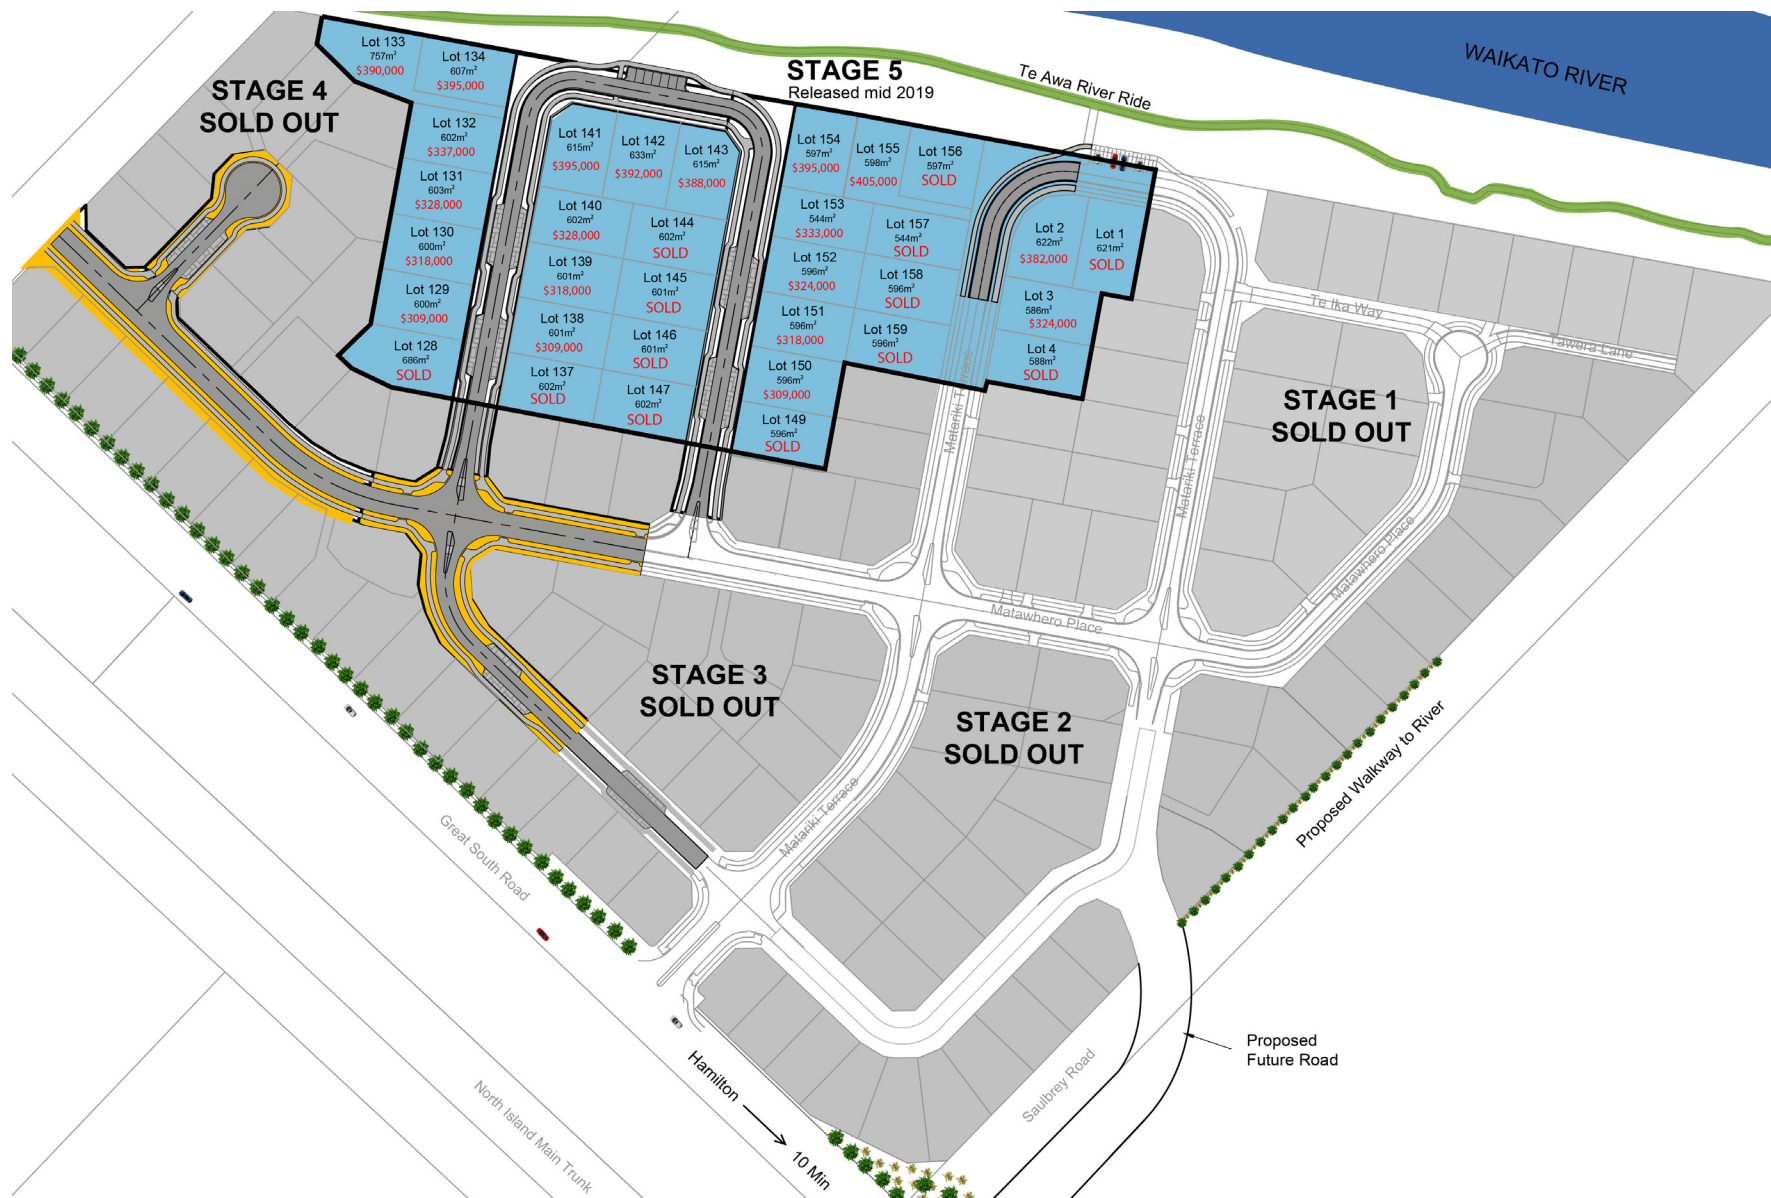 WAIKATO RIVER
Te Awa River Ride
STAGE 5
Released mid 2019
STAGE 4
SOLD OUT
Lot 133
757m²
$390,000
Lot 134
607m²
$395,000
Lot 132
602m²
$337,000
Lot 131
603m²
$328,000
Lot 130
600m²
$318,000
Lot 129
600m²
$309,000
Lot 128
686m²
SOLD
Lot 141
615m²
$395,000
Lot 142
633m²
$392,000
Lot 143
615m²
$388,000
Lot 140
602m²
$328,000
Lot 144
602m²
SOLD
Lot 139
601m²
$318,000
Lot 145
601m²
SOLD
Lot 138
601m²
$309,000
Lot 146
601m²
SOLD
Lot 137
602m²
SOLD
Lot 147
602m²
SOLD
Lot 154
597m²
$395,000
Lot 155
598m²
$405,000
Lot 156
597m²
SOLD
Lot 153
544m²
$333,000
Lot 157
544m²
SOLD
Lot 152
596m²
$324,000
Lot 158
596m²
SOLD
Lot 151
596m²
$318,000
Lot 159
596m²
SOLD
Lot 150
596m²
$309,000
Lot 149
596m²
SOLD
Lot 2
622m²
$382,000
Lot 1
621m²
SOLD
Lot 3
586m²
$324,000
Lot 4
588m²
SOLD
Te Ika Way
Tawera Lane
Matariki Terrace
Matariki Terrace
STAGE 1
SOLD OUT
Matawhero Place
Matawhero Place
STAGE 3
SOLD OUT
STAGE 2
SOLD OUT
Matariki Terrace
Proposed Walkway to River
Great South Road
Proposed
Future Road
Saulbrey Road
Hamilton
10 Min
North Island Main Trunk